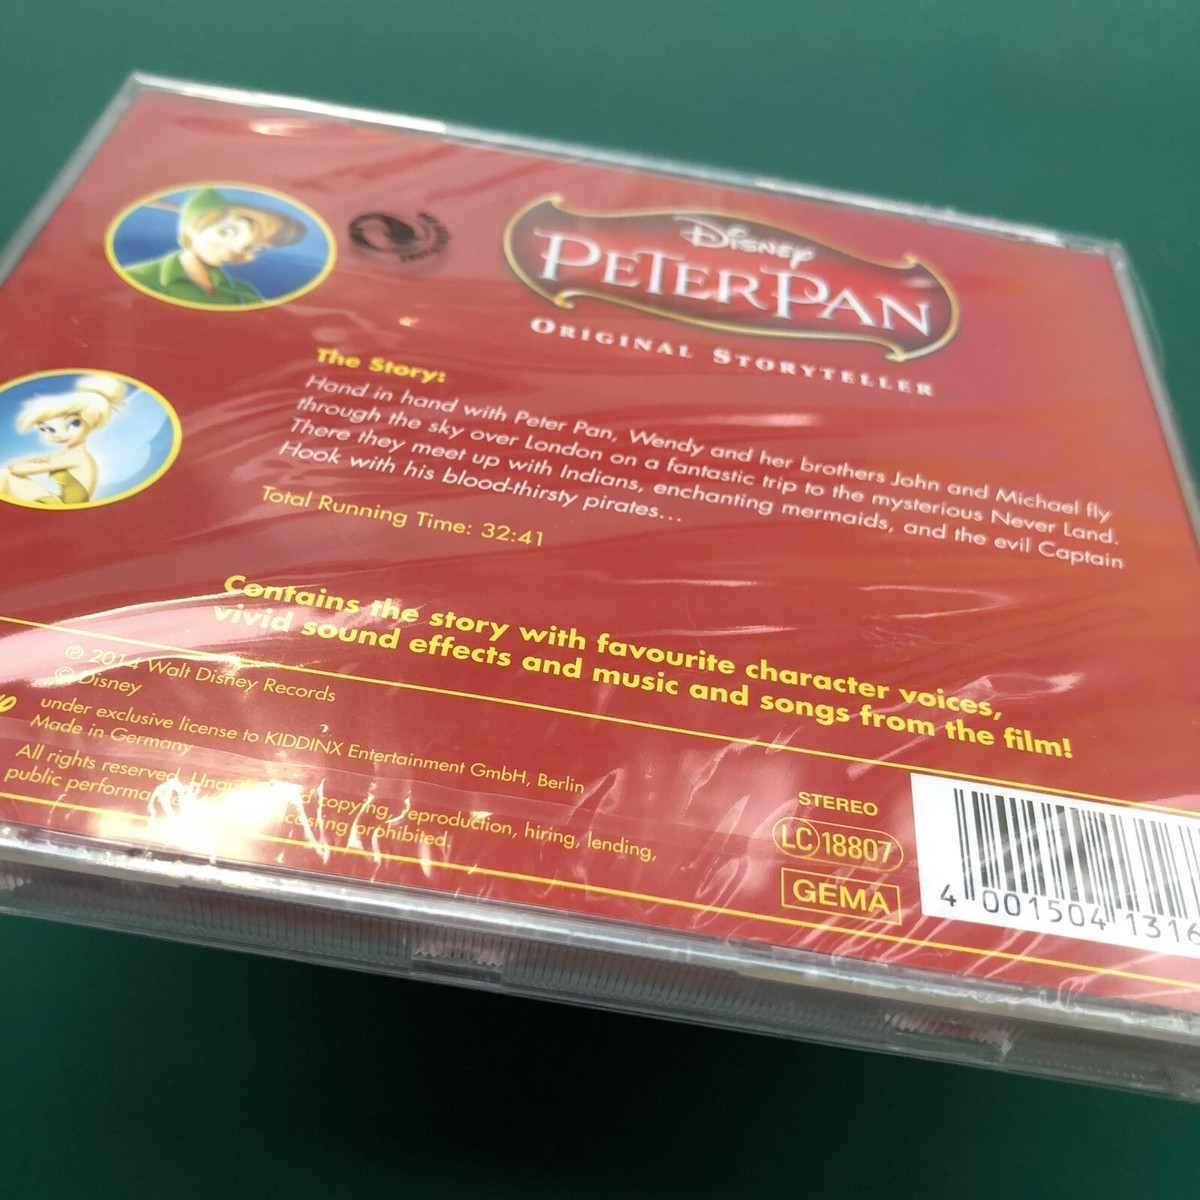 Disney
PETER PAN
ORIGINAL STORYTELLER
The Story:
Hand in hand with Peter Pan, Wendy and her brothers John and Michael fly
through the sky over London on a fantastic trip to the mysterious Never Land.
There they meet up with Indians, enchanting mermaids, and the evil Captain
Hook with his blood-thirsty pirates...
Total Running Time: 32:41
Contains the story with favourite character voices,
vivid sound effects and music and songs from the film!
℗ 2014 Walt Disney Records
© Disney
under exclusive license to KIDDINX Entertainment GmbH, Berlin
Made in Germany
All rights reserved. copying, reproduction, hiring, lending,
public prohibited.
STEREO
LC 18807
GEMA
4 001504 1316